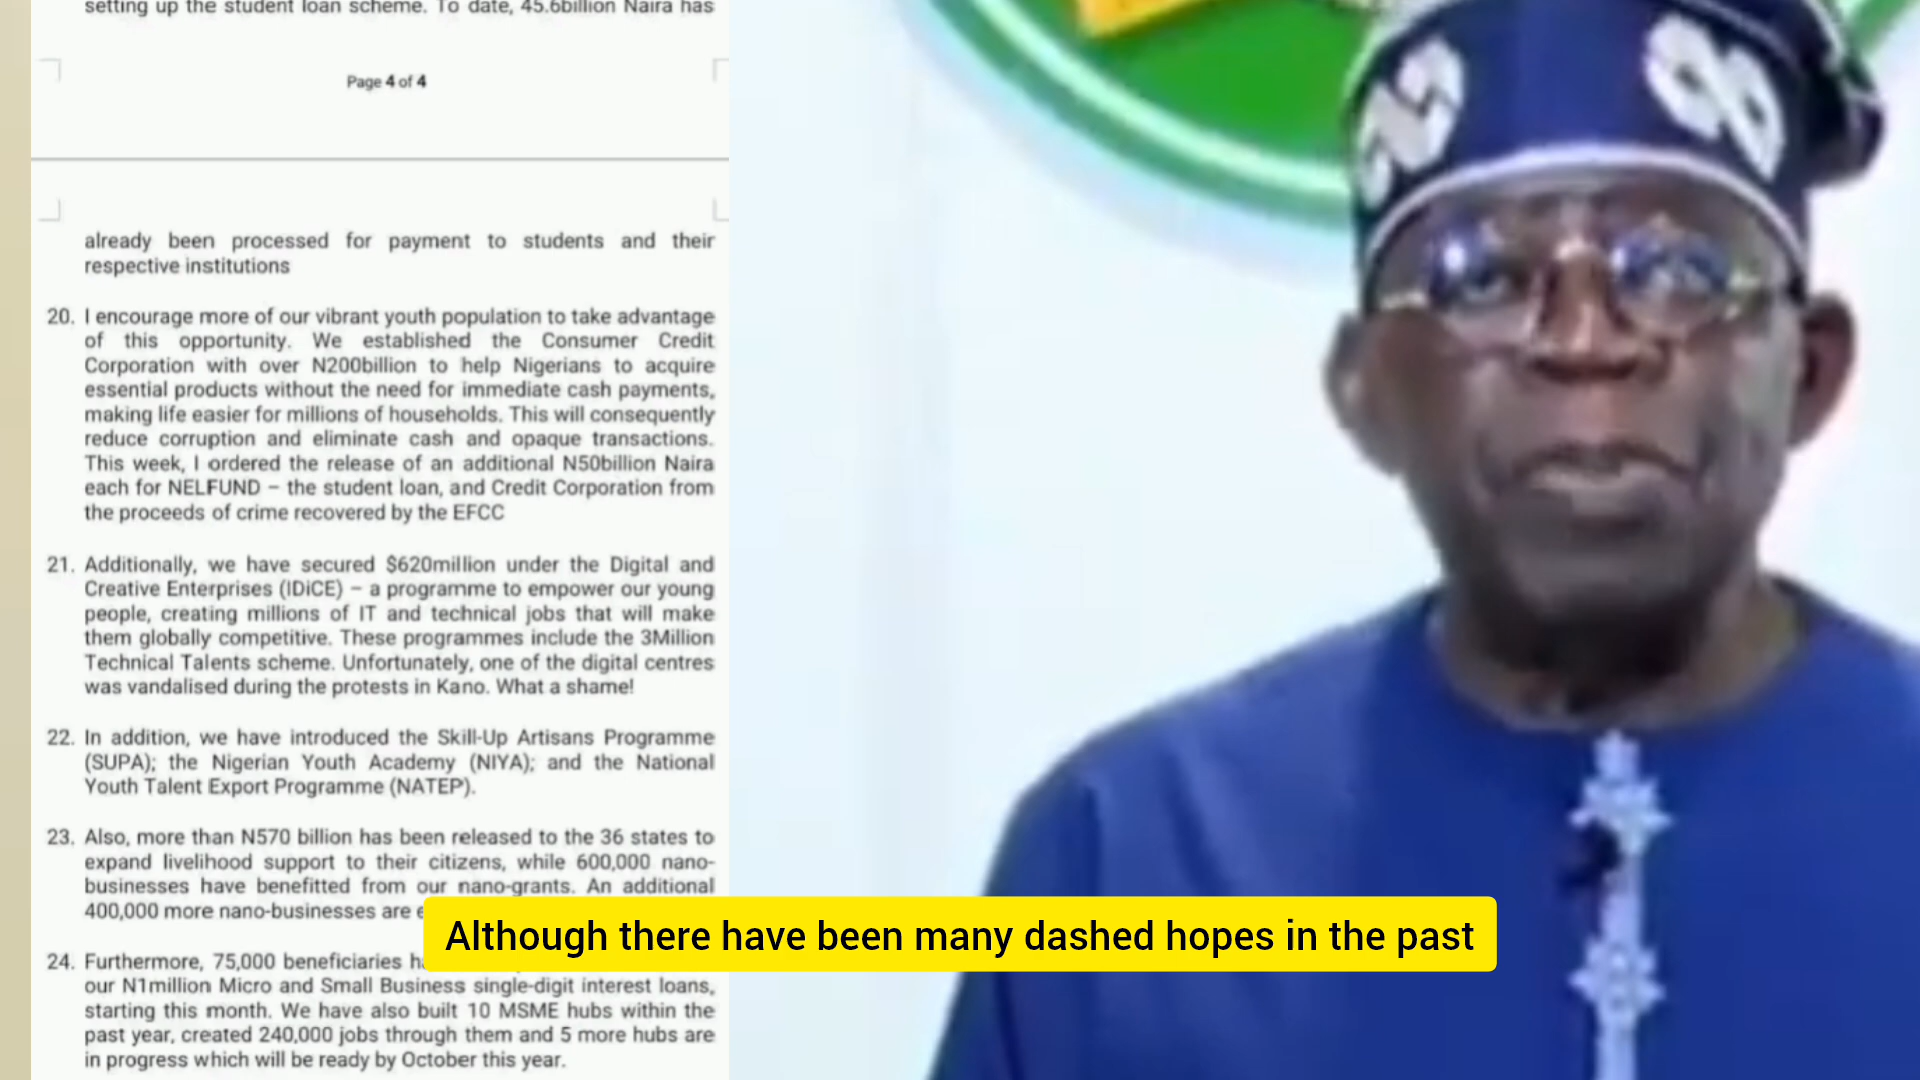 setting up the student loan scheme. To date, 45.6billion Naira has
Page 4 of 4
already been processed for payment to students and their
respective institutions
20. I encourage more of our vibrant youth population to take advantage
of this opportunity. We established the Consumer Credit
Corporation with over N200billion to help Nigerians to acquire
essential products without the need for immediate cash payments,
making life easier for millions of households. This will consequently
reduce corruption and eliminate cash and opaque transactions.
This week, I ordered the release of an additional N50billion Naira
each for NELFUND – the student loan, and Credit Corporation from
the proceeds of crime recovered by the EFCC
21. Additionally, we have secured $620million under the Digital and
Creative Enterprises (IDiCE) – a programme to empower our young
people, creating millions of IT and technical jobs that will make
them globally competitive. These programmes include the 3Million
Technical Talents scheme. Unfortunately, one of the digital centres
was vandalised during the protests in Kano. What a shame!
22. In addition, we have introduced the Skill-Up Artisans Programme
(SUPA); the Nigerian Youth Academy (NIYA); and the National
Youth Talent Export Programme (NATEP).
23. Also, more than N570 billion has been released to the 36 states to
expand livelihood support to their citizens, while 600,000 nano-
businesses have benefitted from our nano-grants. An additional
400,000 more nano-businesses are
24. Furthermore, 75,000 beneficiaries
our N1million Micro and Small Business single-digit interest loans,
starting this month. We have also built 10 MSME hubs within the
past year, created 240,000 jobs through them and 5 more hubs are
in progress which will be ready by October this year.
Although there have been many dashed hopes in the past